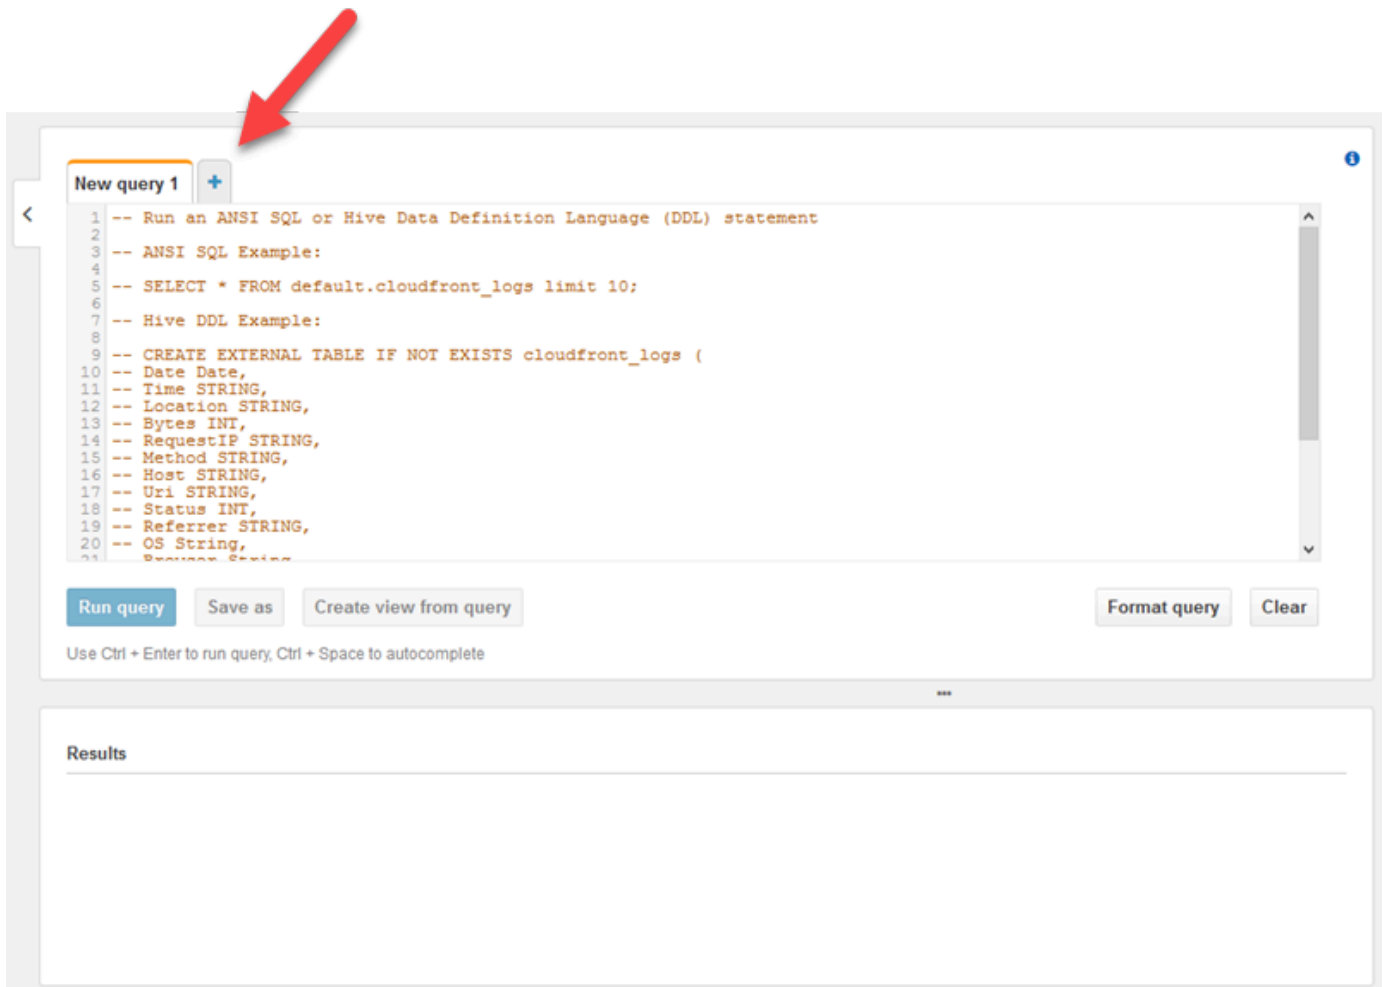 New query 1 +
1 -- Run an ANSI SQL or Hive Data Definition Language (DDL) statement
2
3 -- ANSI SQL Example:
4
5 -- SELECT * FROM default.cloudfront_logs limit 10;
6
7 -- Hive DDL Example:
8
9 -- CREATE EXTERNAL TABLE IF NOT EXISTS cloudfront_logs (
10 -- Date Date,
11 -- Time STRING,
12 -- Location STRING,
13 -- Bytes INT,
14 -- RequestIP STRING,
15 -- Method STRING,
16 -- Host STRING,
17 -- Uri STRING,
18 -- Status INT,
19 -- Referrer STRING,
20 -- OS String,
21 -- Browser String
Run query Save as Create view from query Format query Clear
Use Ctrl + Enter to run query, Ctrl + Space to autocomplete
Results